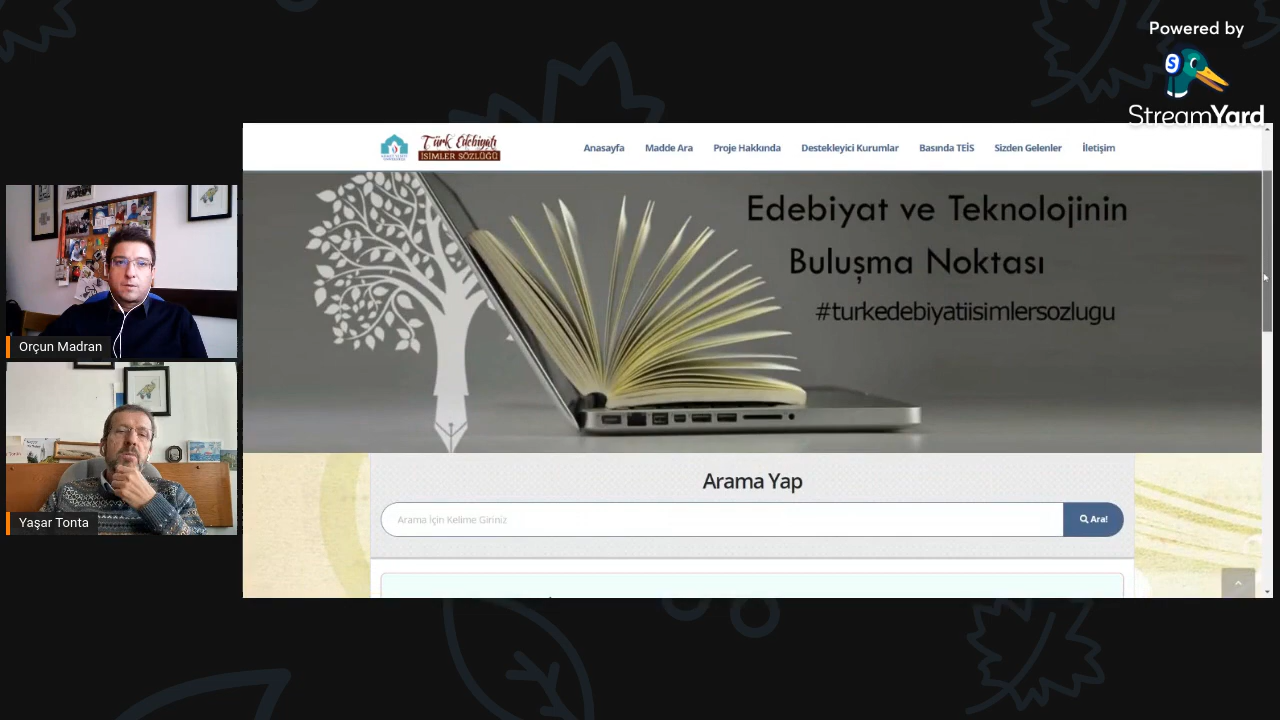 Powered by
StreamYard
Türk Edebiyatı
İSİMLER SÖZLÜĞÜ
Anasayfa
Madde Ara
Proje Hakkında
Destekleyici Kurumlar
Basında TEİS
Sizden Gelenler
İletişim
Edebiyat ve Teknolojinin
Buluşma Noktası
#turkedebiyatiisimlersozlugu
Orçun Madran
Yaşar Tonta
Arama Yap
Arama İçin Kelime Giriniz
Ara!